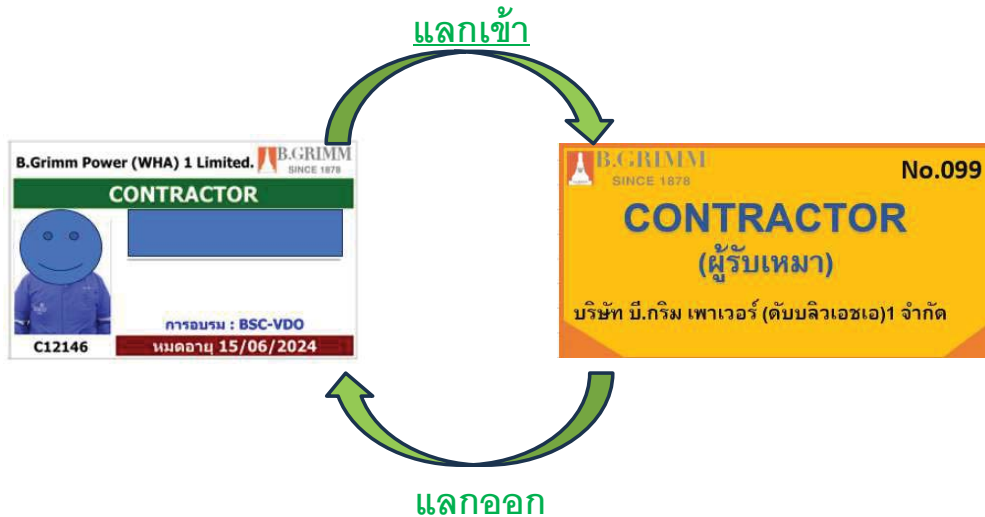 แลกเข้า
B.Grimm Power (WHA) 1 Limited.
B.GRIMM
SINCE 1878
CONTRACTOR
การอบรม : BSC-VDO
C12146
หมดอายุ 15/06/2024
B.GRIMM
SINCE 1878
No.099
CONTRACTOR
(ผู้รับเหมา)
บริษัท บี.กริม เพาเวอร์ (ดับบลิวเอชเอ)1 จำกัด
แลกออก